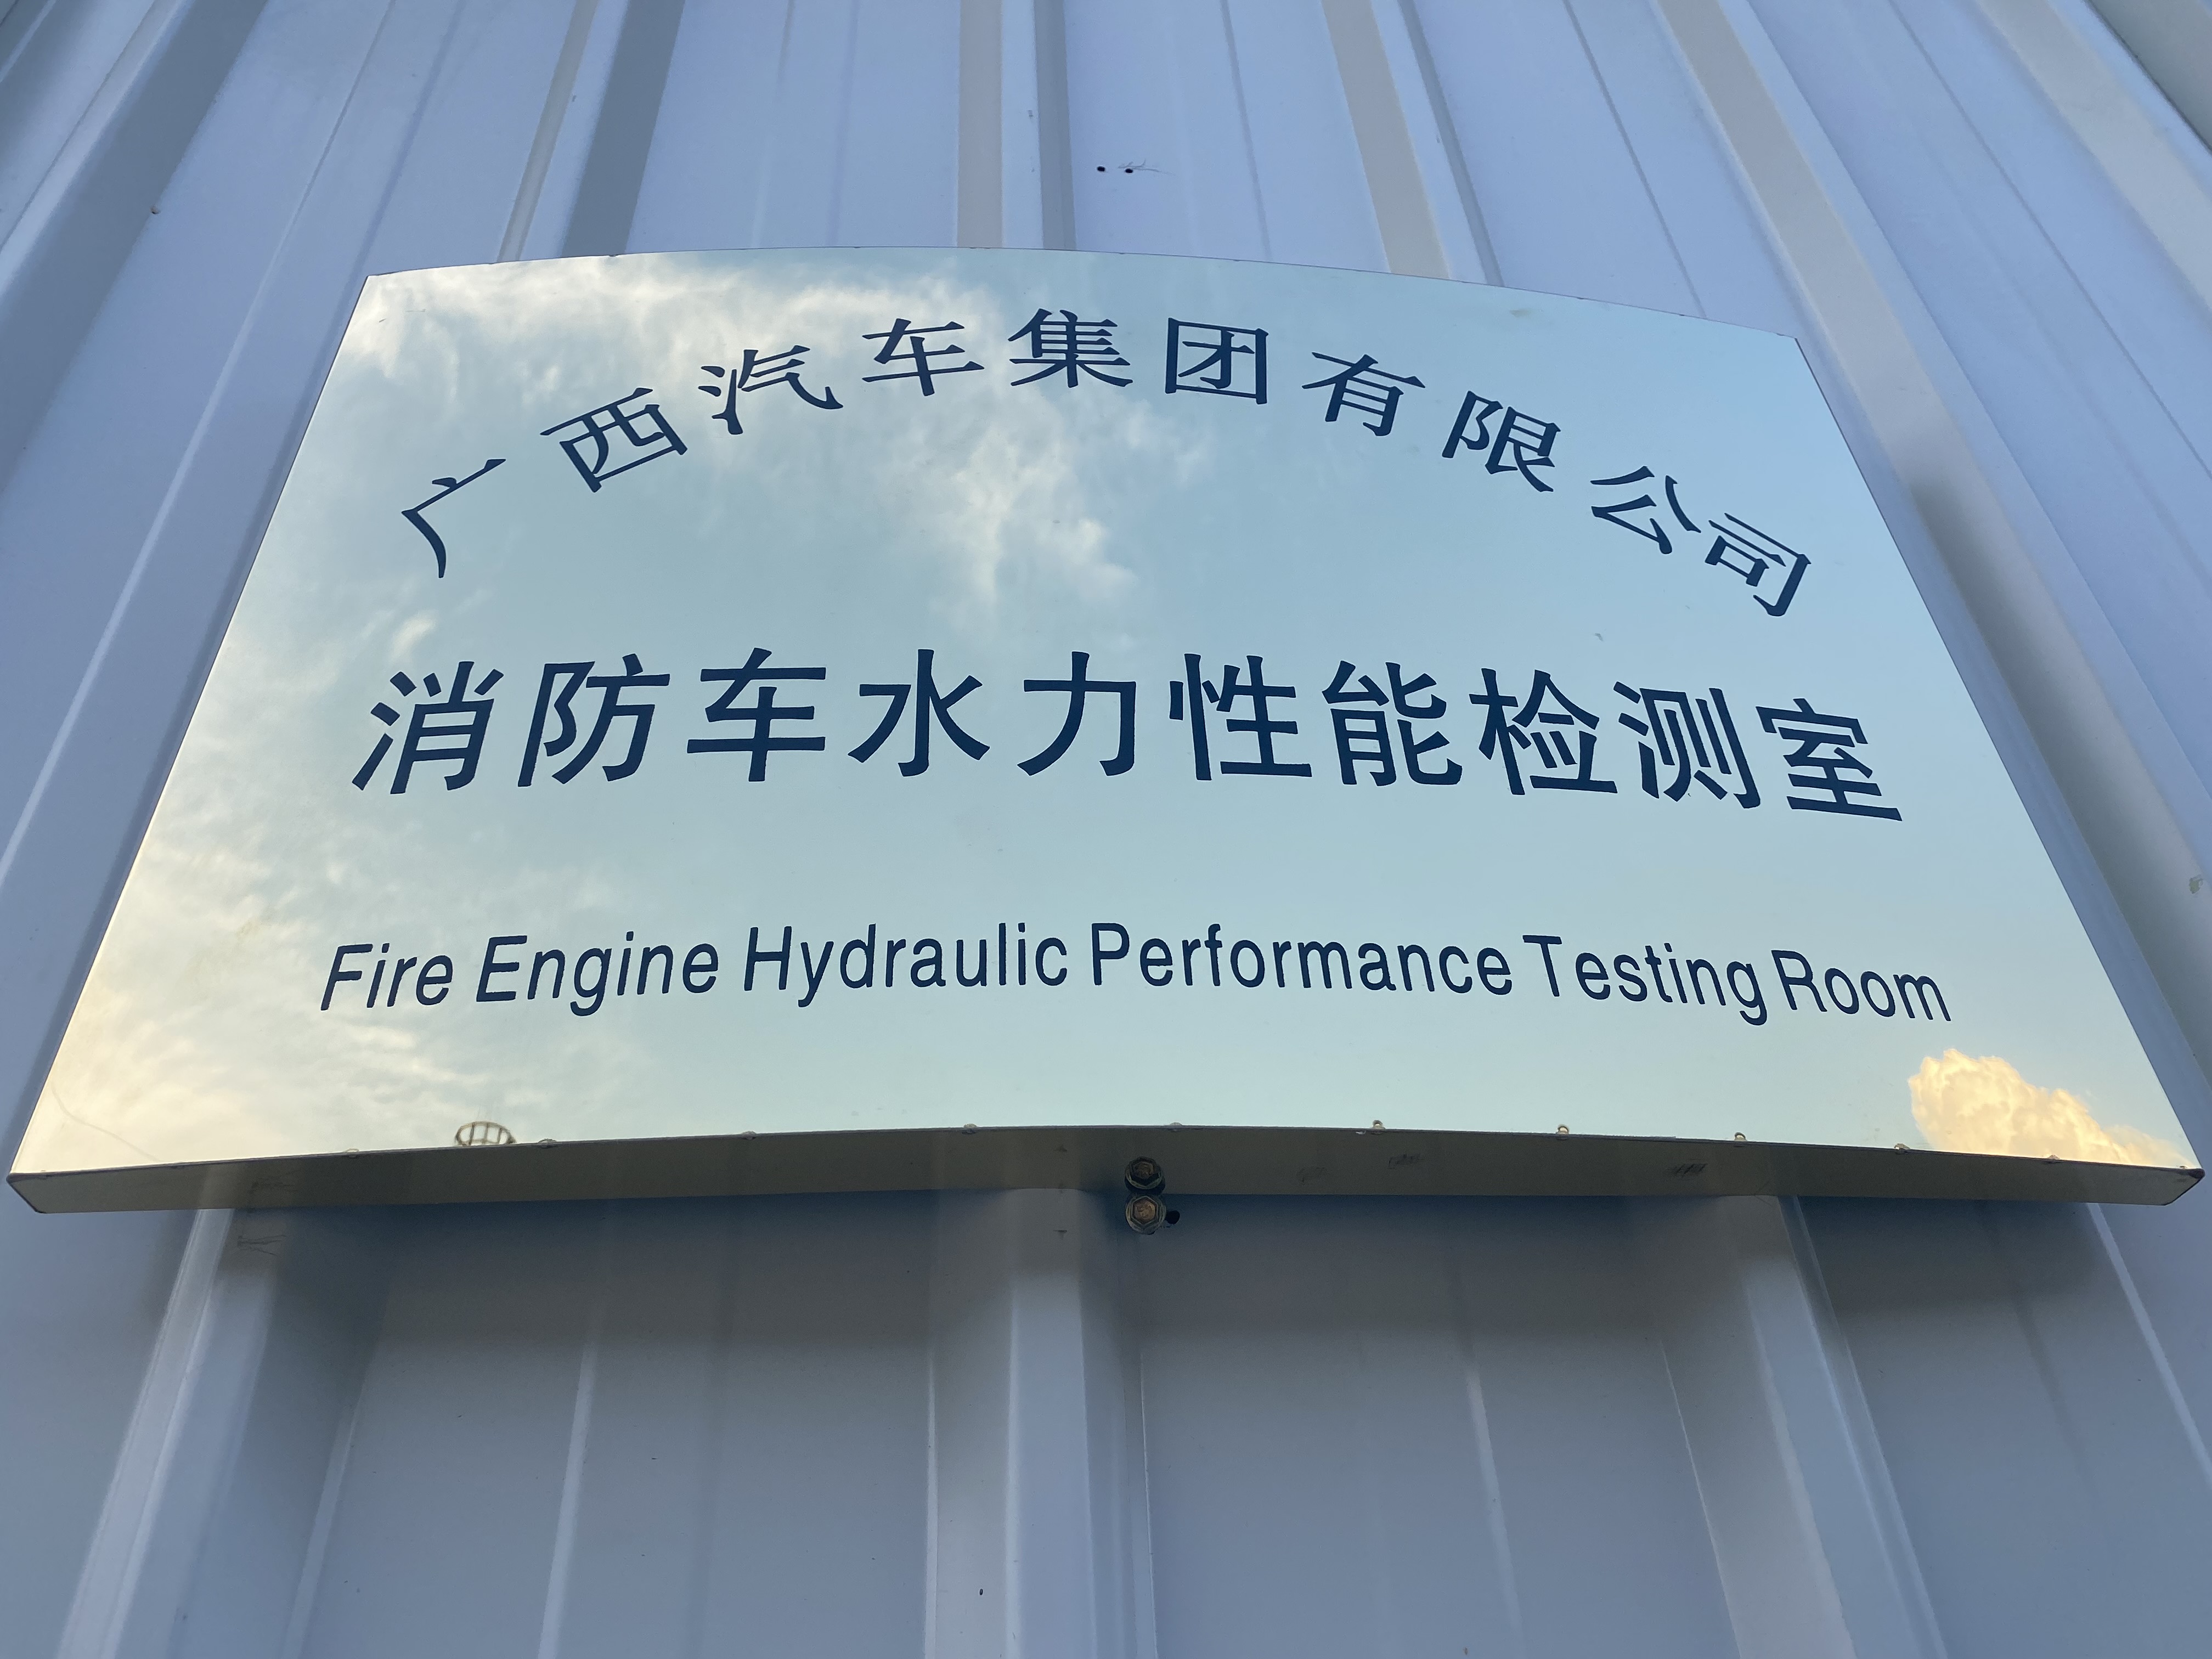 广西汽车集团有限公司
消防车水力性能检测室
Fire Engine Hydraulic Performance Testing Room